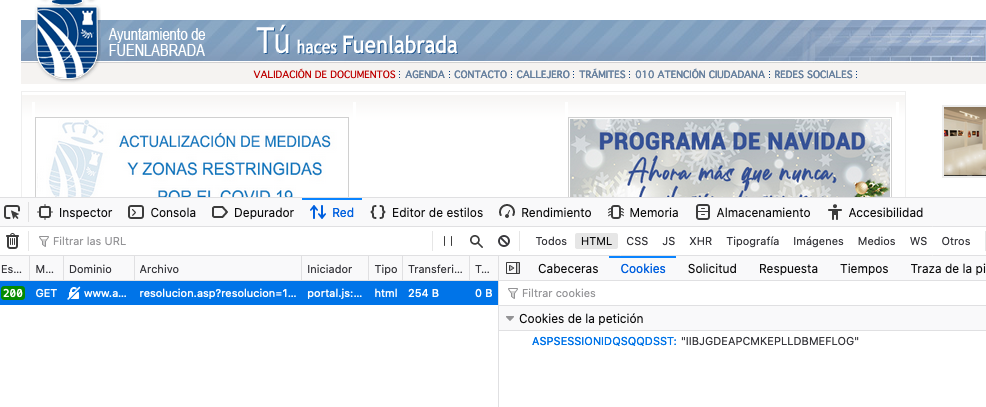 Ayuntamiento de
FUENLABRADA
Tú haces Fuenlabrada
VALIDACIÓN DE DOCUMENTOS : AGENDA : CONTACTO : CALLEJERO : TRÁMITES : 010 ATENCIÓN CIUDADANA : REDES SOCIALES :
ACTUALIZACIÓN DE MEDIDAS
Y ZONAS RESTRINGIDAS
POR EL COVID 19
PROGRAMA DE NAVIDAD
Ahora más que nunca,
Inspector Consola Depurador Red Editor de estilos Rendimiento Memoria Almacenamiento Accesibilidad
Filtrar las URL Todos HTML CSS JS XHR Tipografía Imágenes Medios WS Otros
Es... M... Dominio Archivo Iniciador Tipo Transferi... T... Cabeceras Cookies Solicitud Respuesta Tiempos Traza de la pi
200 GET www.a... resolucion.asp?resolucion=1... portal.js:... html 254 B 0 B Filtrar cookies
Cookies de la petición
ASPSESSIONIDQSQQDSST: "IIBJGDEAPCMKEPLLDBMEFLOG"